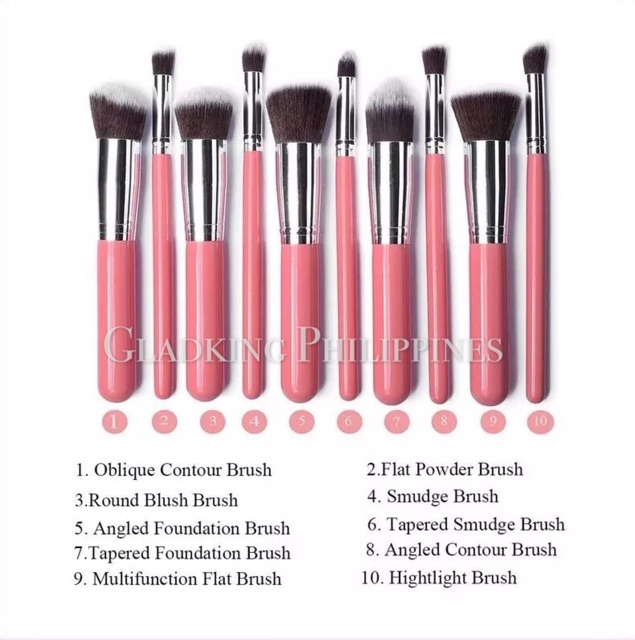 GLADKING PHILIPPINES
1 2 3 4 5 6 7 8 9 10
1. Oblique Contour Brush 2.Flat Powder Brush
3.Round Blush Brush 4. Smudge Brush
5. Angled Foundation Brush 6. Tapered Smudge Brush
7.Tapered Foundation Brush 8. Angled Contour Brush
9. Multifunction Flat Brush 10. Hightlight Brush